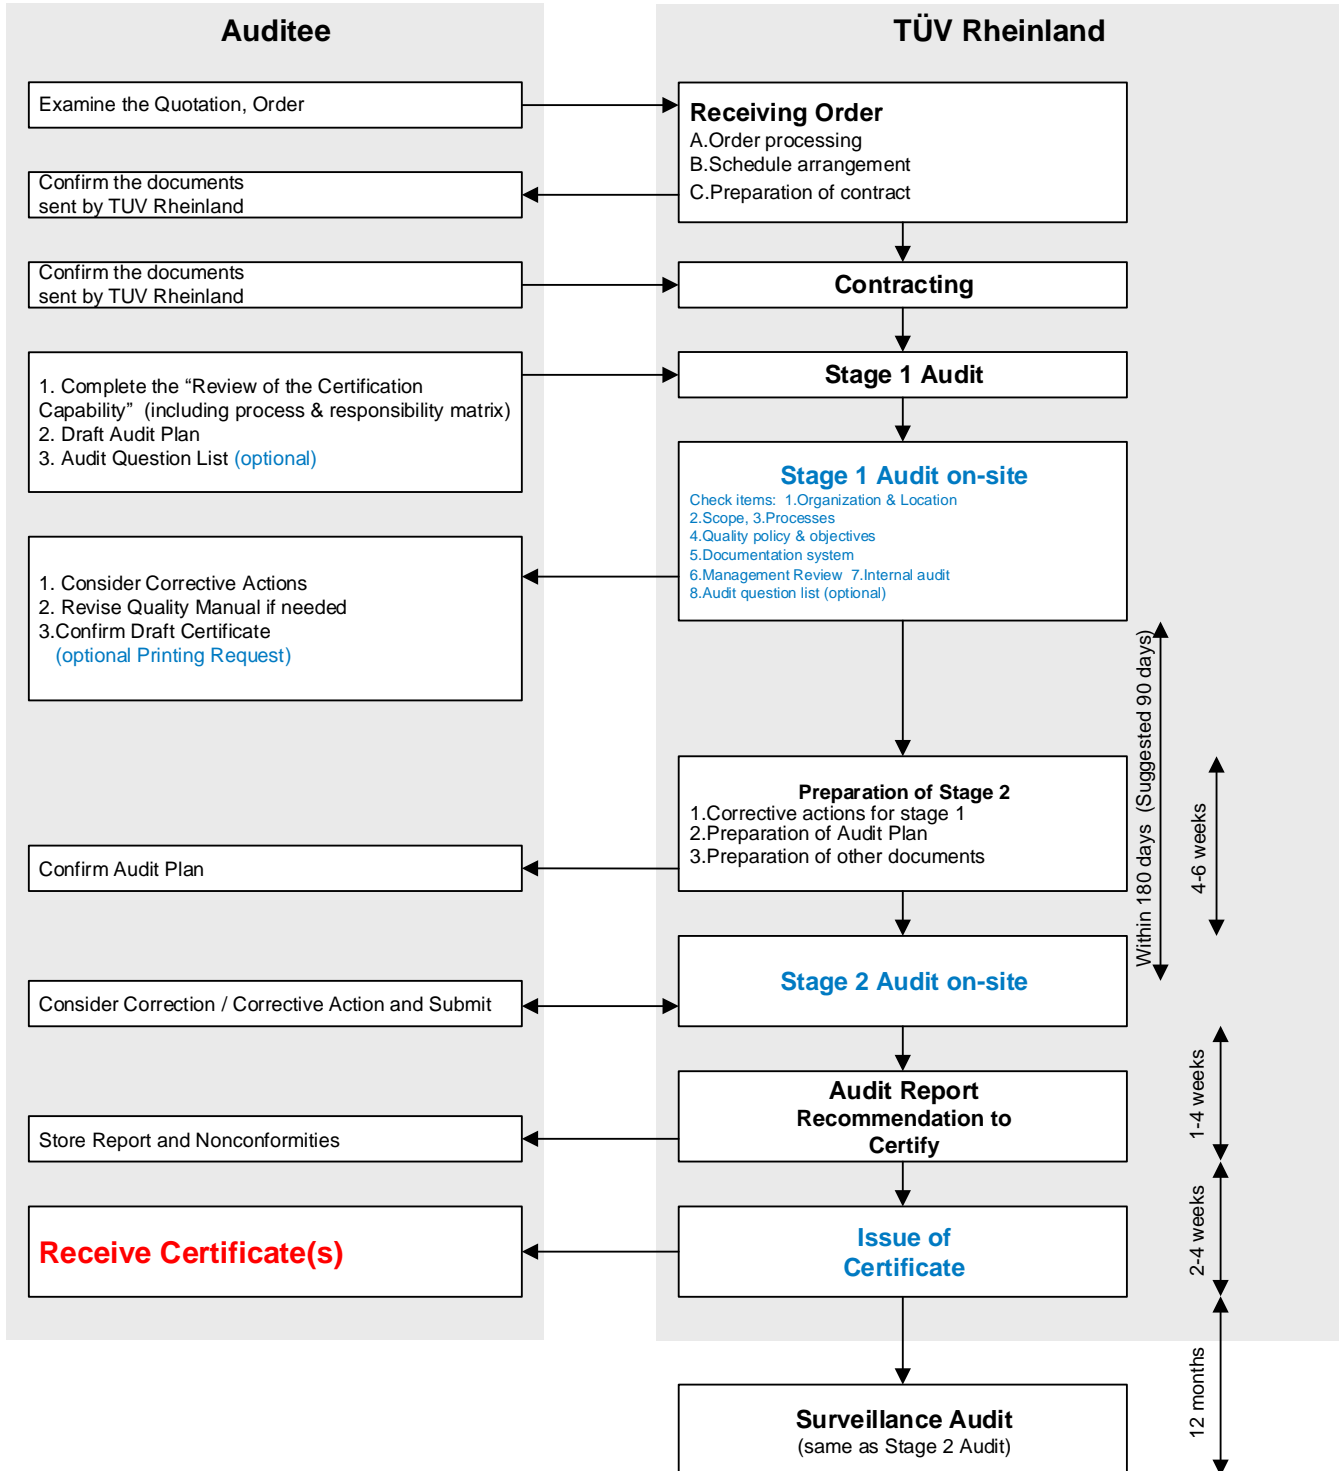 Auditee
TÜV Rheinland
Examine the Quotation, Order
Receiving Order
A.Order processing
B.Schedule arrangement
C.Preparation of contract
Confirm the documents
sent by TUV Rheinland
Confirm the documents
sent by TUV Rheinland
Contracting
1. Complete the “Review of the Certification
Capability” (including process & responsibility matrix)
2. Draft Audit Plan
3. Audit Question List (optional)
Stage 1 Audit
Stage 1 Audit on-site
Check items: 1.Organization & Location
2.Scope, 3.Processes
4.Quality policy & objectives
5.Documentation system
6.Management Review 7.Internal audit
8.Audit question list (optional)
1. Consider Corrective Actions
2. Revise Quality Manual if needed
3.Confirm Draft Certificate
(optional Printing Request)
Within 180 days (Suggested 90 days)
Preparation of Stage 2
1.Corrective actions for stage 1
2.Preparation of Audit Plan
3.Preparation of other documents
4-6 weeks
Confirm Audit Plan
Stage 2 Audit on-site
Consider Correction / Corrective Action and Submit
Audit Report
Recommendation to
Certify
1-4 weeks
Store Report and Nonconformities
Receive Certificate(s)
Issue of
Certificate
2-4 weeks
12 months
Surveillance Audit
(same as Stage 2 Audit)